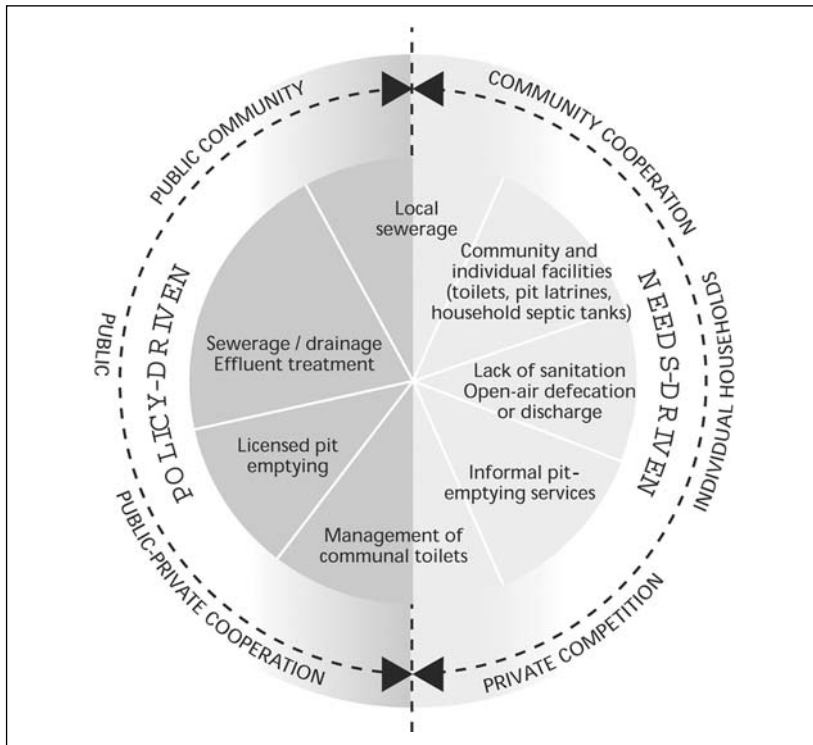 PUBLIC COMMUNITY
COMMUNITY COOPERATION
Local
sewerage
Community and
individual facilities
(toilets, pit latrines,
household septic tanks)
POLICY-DRIVEN
NEEDS-DRIVEN
PUBLIC
INDIVIDUAL HOUSEHOLDS
Sewerage / drainage
Effluent treatment
Lack of sanitation
Open-air defecation
or discharge
Licensed pit
emptying
Informal pit-
emptying services
Management of
communal toilets
PUBLIC-PRIVATE COOPERATION
PRIVATE COMPETITION